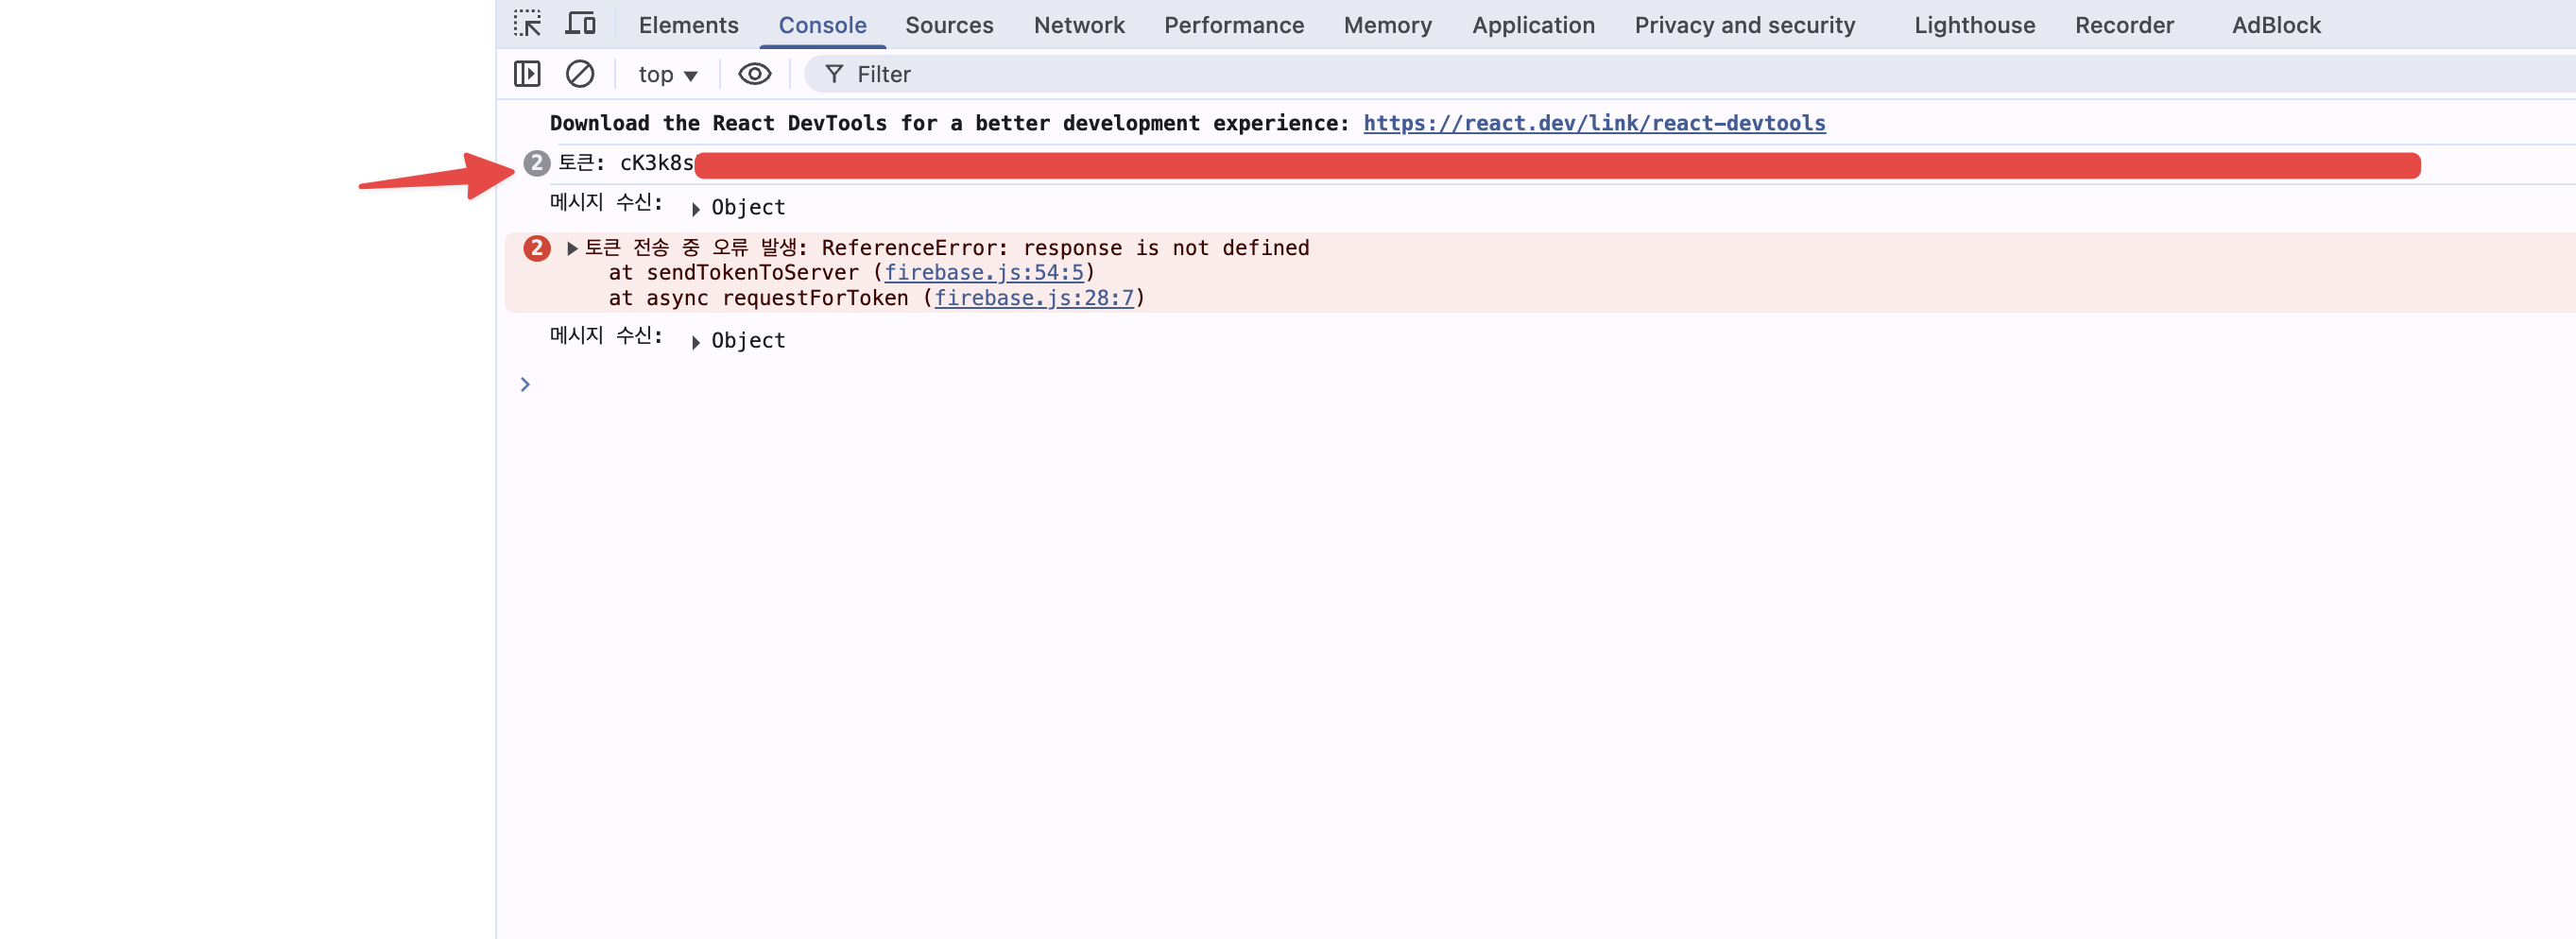 Elements Console Sources Network Performance Memory Application Privacy and security Lighthouse Recorder AdBlock
top Filter
Download the React DevTools for a better development experience: https://react.dev/link/react-devtools
2 토큰: cK3k8s
메시지 수신: Object
2 토큰 전송 중 오류 발생: ReferenceError: response is not defined
at sendTokenToServer (firebase.js:54:5)
at async requestForToken (firebase.js:28:7)
메시지 수신: Object